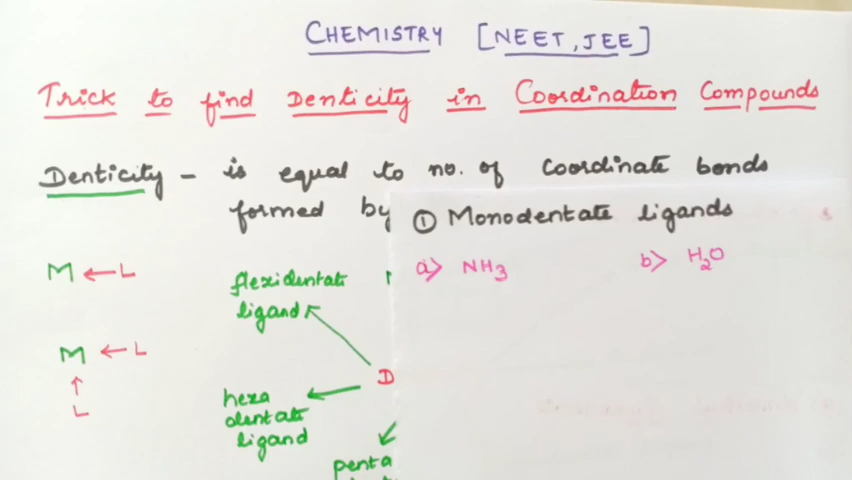 CHEMISTRY [NEET, JEE]
Trick to find Denticity in Coordination Compounds
Denticity - is equal to no. of coordinate bonds
formed by
① Monodentate ligands
a> NH3
b> H2O
M ← L
flexidentate
ligand
M ← L
↑
L
D
hexa
dentate
ligand
penta